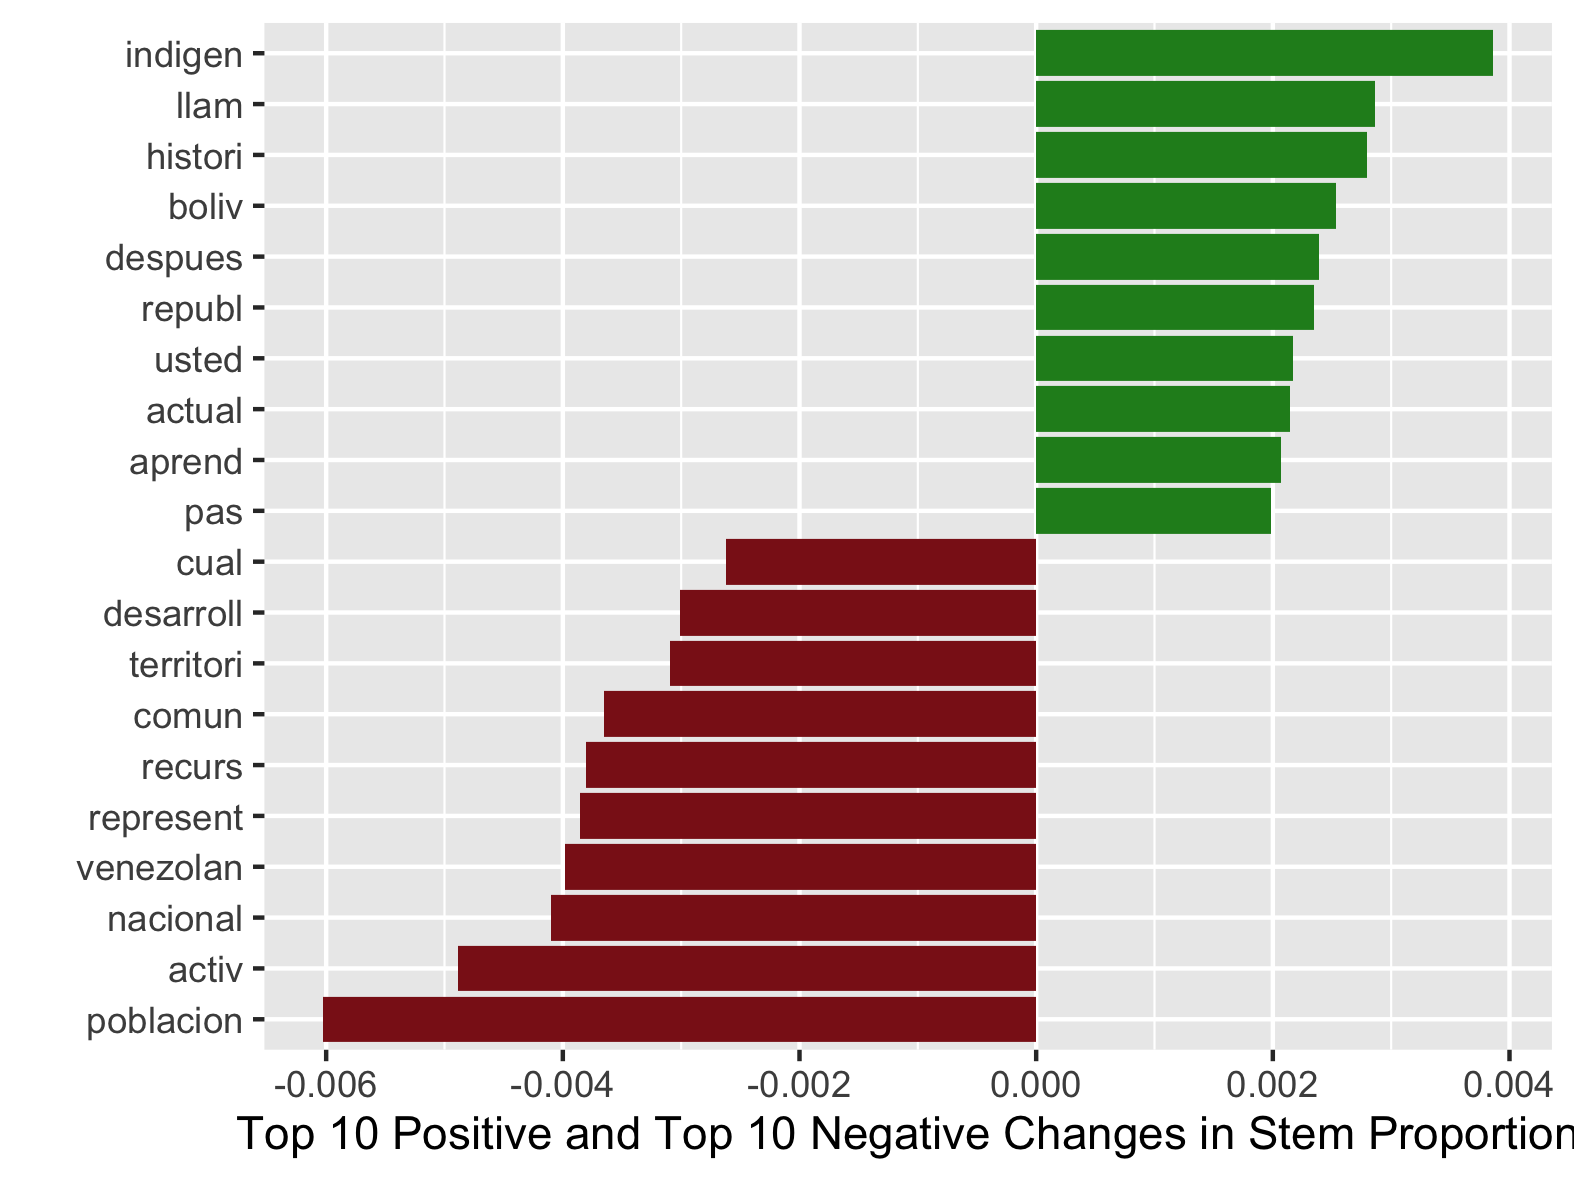 indigen
llam
histori
boliv
despues
republ
usted
actual
aprend
pas
cual
desarroll
territori
comun
recurs
represent
venezolan
nacional
activ
poblacion
-0.006 -0.004 -0.002 0.000 0.002 0.004
Top 10 Positive and Top 10 Negative Changes in Stem Proportion